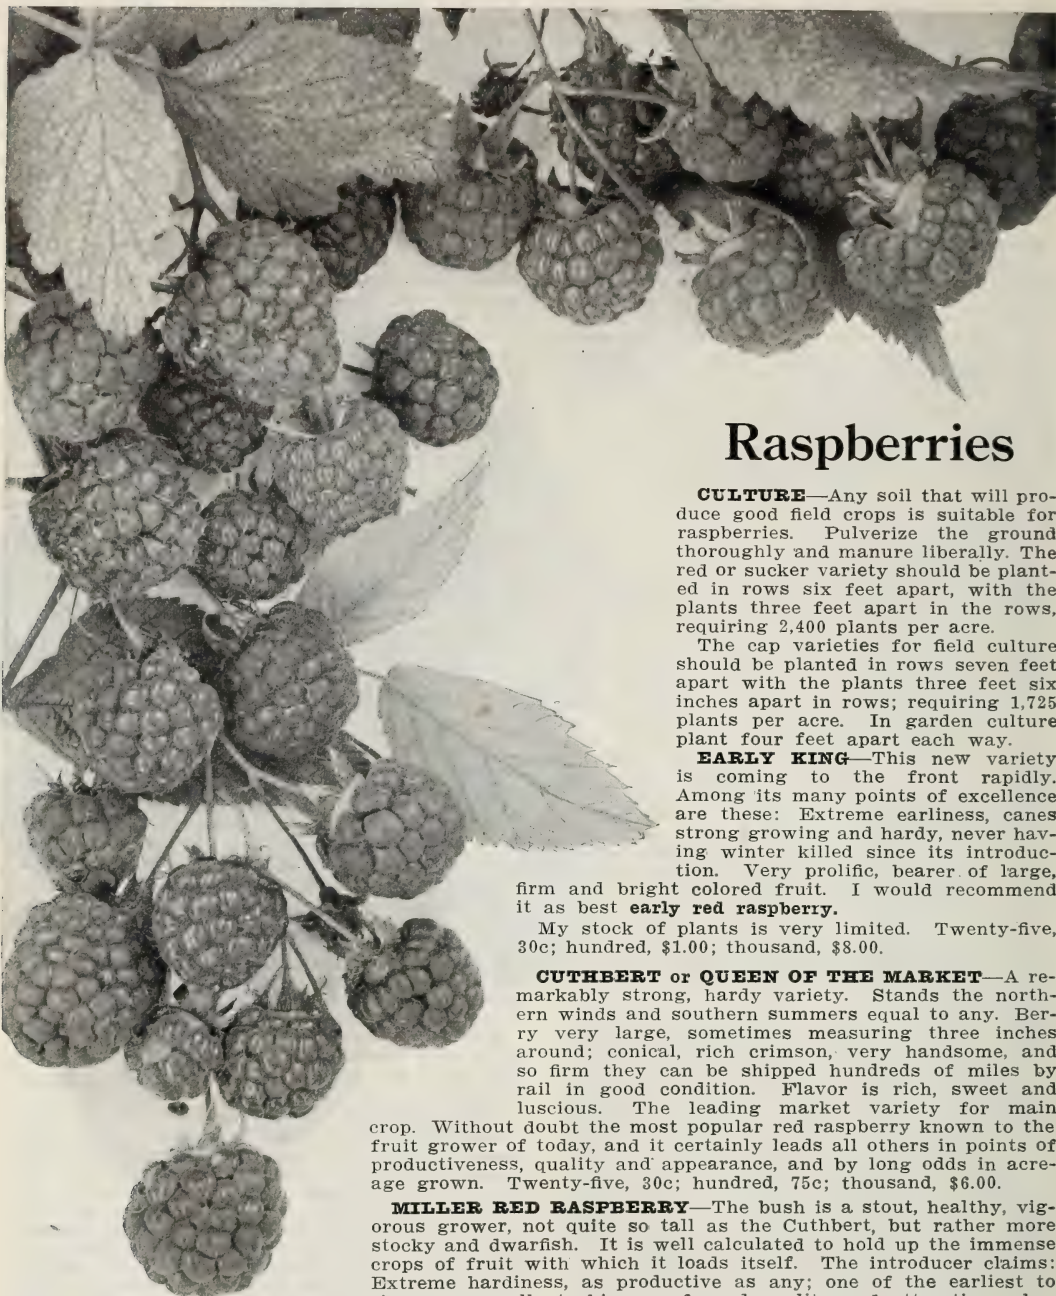 Raspberries
CULTURE—Any soil that will pro-
duce good field crops is suitable for
raspberries. Pulverize the ground
thoroughly and manure liberally. The
red or sucker variety should be plant-
ed in rows six feet apart, with the
plants three feet apart in the rows,
requiring 2,400 plants per acre.
The cap varieties for field culture
should be planted in rows seven feet
apart with the plants three feet six
inches apart in rows; requiring 1,725
plants per acre. In garden culture
plant four feet apart each way.
EARLY KING—This new variety
is coming to the front rapidly.
Among its many points of excellence
are these: Extreme earliness, canes
strong growing and hardy, never hav-
ing winter killed since its introduc-
tion. Very prolific, bearer of large,
firm and bright colored fruit. I would recommend
it as best early red raspberry.
My stock of plants is very limited. Twenty-five,
30c; hundred, $1.00; thousand, $8.00.
CUTHBERT or QUEEN OF THE MARKET—A re-
markably strong, hardy variety. Stands the north-
ern winds and southern summers equal to any. Ber-
ry very large, sometimes measuring three inches
around; conical, rich crimson, very handsome, and
so firm they can be shipped hundreds of miles by
rail in good condition. Flavor is rich, sweet and
luscious. The leading market variety for main
crop. Without doubt the most popular red raspberry known to the
fruit grower of today, and it certainly leads all others in points of
productiveness, quality and appearance, and by long odds in acre-
age grown. Twenty-five, 30c; hundred, 75c; thousand, $6.00.
MILLER RED RASPBERRY—The bush is a stout, healthy, vig-
orous grower, not quite so tall as the Cuthbert, but rather more
stocky and dwarfish. It is well calculated to hold up the immense
crops of fruit with which it loads itself. The introducer claims:
Extreme hardiness, as productive as any; one of the earliest to